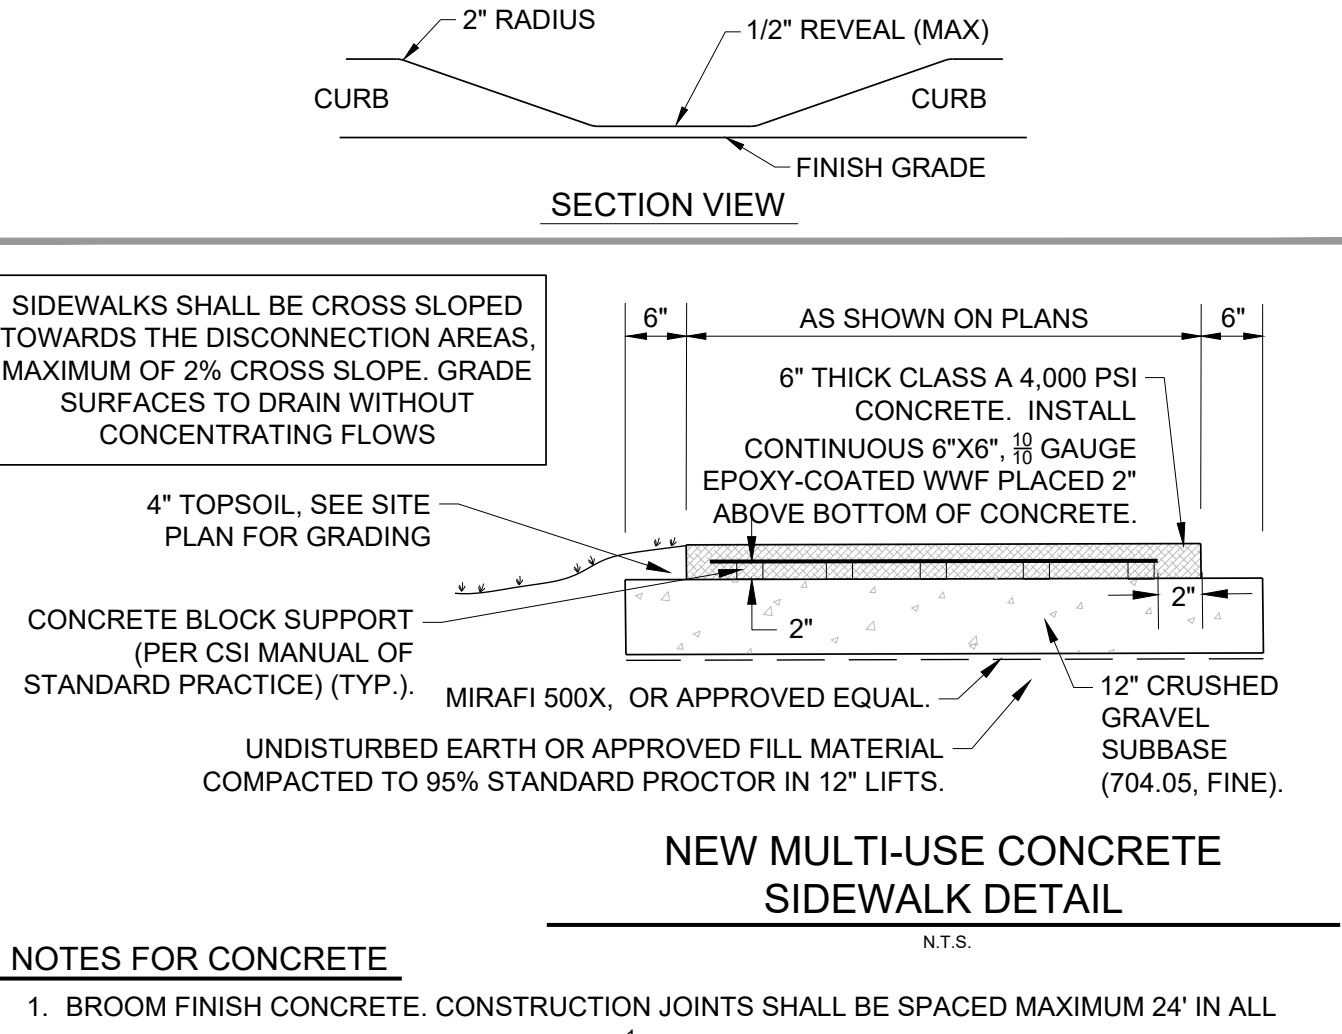 2" RADIUS
1/2" REVEAL (MAX)
CURB
CURB
FINISH GRADE
SECTION VIEW
SIDEWALKS SHALL BE CROSS SLOPED
TOWARDS THE DISCONNECTION AREAS,
MAXIMUM OF 2% CROSS SLOPE. GRADE
SURFACES TO DRAIN WITHOUT
CONCENTRATING FLOWS
6"
AS SHOWN ON PLANS
6"
6" THICK CLASS A 4,000 PSI
CONCRETE. INSTALL
CONTINUOUS 6"X6", 10/10 GAUGE
EPOXY-COATED WWF PLACED 2"
ABOVE BOTTOM OF CONCRETE.
4" TOPSOIL, SEE SITE
PLAN FOR GRADING
CONCRETE BLOCK SUPPORT
(PER CSI MANUAL OF
STANDARD PRACTICE) (TYP.).
2"
2"
MIRAFI 500X, OR APPROVED EQUAL.
UNDISTURBED EARTH OR APPROVED FILL MATERIAL
COMPACTED TO 95% STANDARD PROCTOR IN 12" LIFTS.
12" CRUSHED
GRAVEL
SUBBASE
(704.05, FINE).
NEW MULTI-USE CONCRETE
SIDEWALK DETAIL
N.T.S.
NOTES FOR CONCRETE
1. BROOM FINISH CONCRETE. CONSTRUCTION JOINTS SHALL BE SPACED MAXIMUM 24' IN ALL